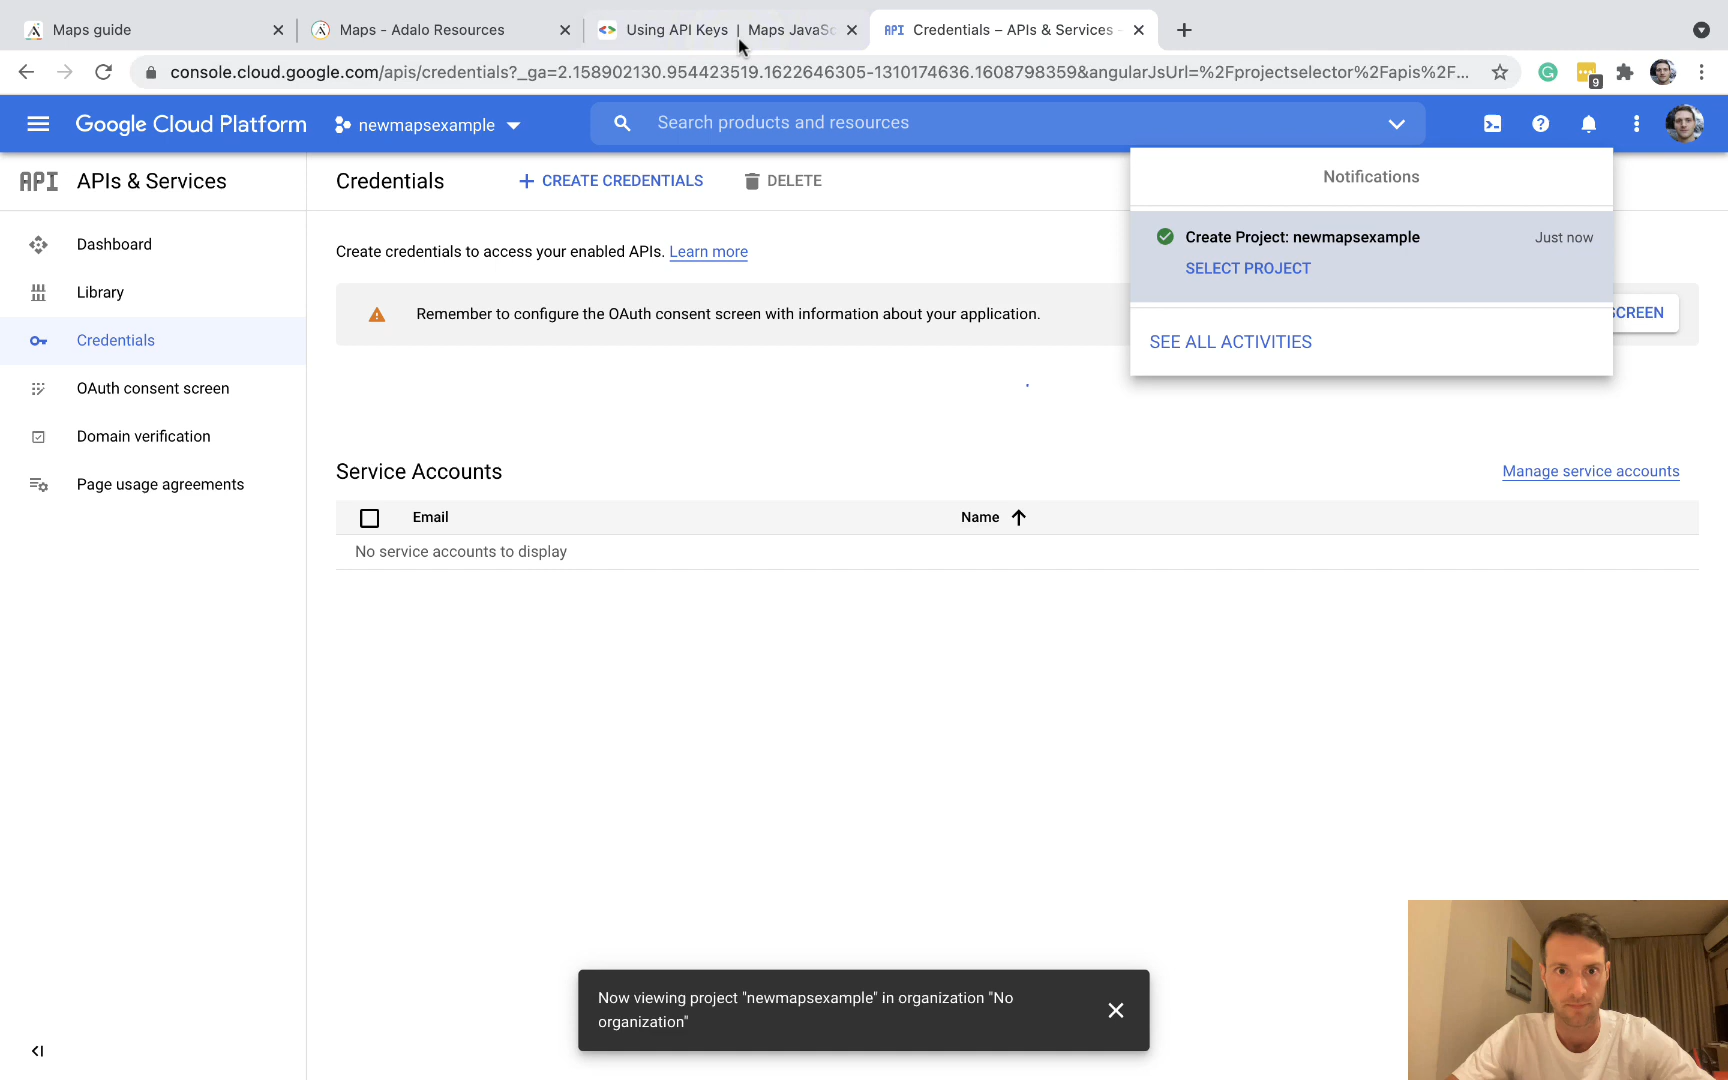 Maps guide
Maps - Adalo Resources
Using API Keys | Maps JavaSc
API Credentials – APIs & Services -
console.cloud.google.com/apis/credentials?_ga=2.158902130.954423519.1622646305-1310174636.1608798359&angularJsUrl=%2Fprojectselector%2Fapis%2F...
9
Google Cloud Platform
newmapsexample
Search products and resources
API APIs & Services
Credentials
CREATE CREDENTIALS
DELETE
Notifications
Create Project: newmapsexample
Just now
SELECT PROJECT
SEE ALL ACTIVITIES
Dashboard
Library
Credentials
OAuth consent screen
Domain verification
Page usage agreements
Create credentials to access your enabled APIs. Learn more
Remember to configure the OAuth consent screen with information about your application.
SCREEN
Service Accounts
Manage service accounts
Email
Name
No service accounts to display
Now viewing project "newmapsexample" in organization "No
organization"